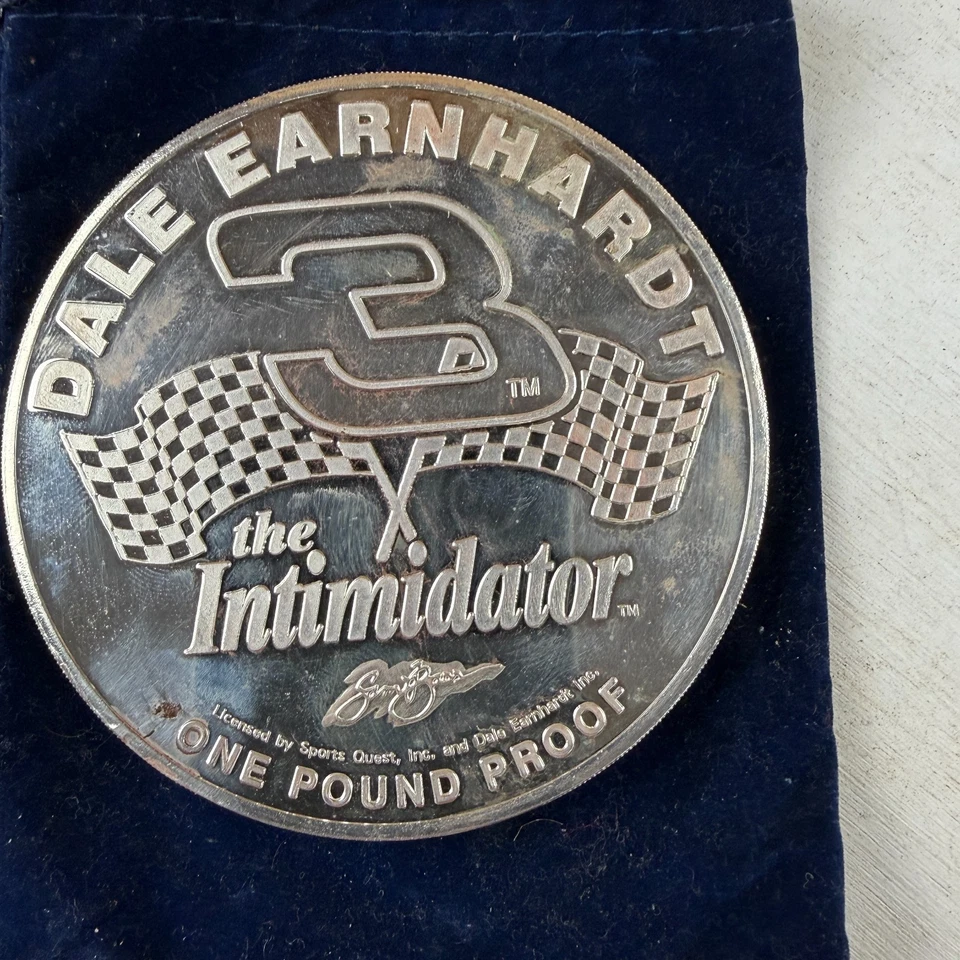 DALE EARNHARDT
3
TM
the
Intimidator
TM
Licensed by Sports Quest, Inc. and Dale Earnhardt Inc.
ONE POUND PROOF